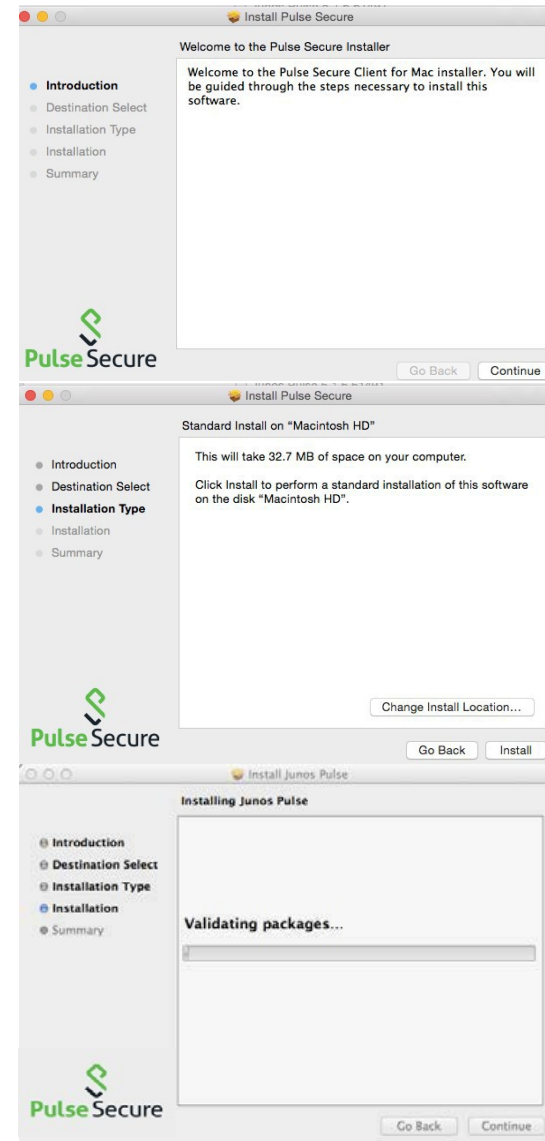 Install Pulse Secure
Welcome to the Pulse Secure Installer
Introduction
Destination Select
Installation Type
Installation
Summary
Welcome to the Pulse Secure Client for Mac installer. You will
be guided through the steps necessary to install this
software.
Pulse Secure
Go Back
Continue
Install Pulse Secure
Standard Install on “Macintosh HD”
Introduction
Destination Select
Installation Type
Installation
Summary
This will take 32.7 MB of space on your computer.
Click Install to perform a standard installation of this software
on the disk “Macintosh HD”.
Change Install Location...
Pulse Secure
Go Back
Install
Install Junos Pulse
Installing Junos Pulse
Introduction
Destination Select
Installation Type
Installation
Summary
Validating packages...
Pulse Secure
Go Back
Continue